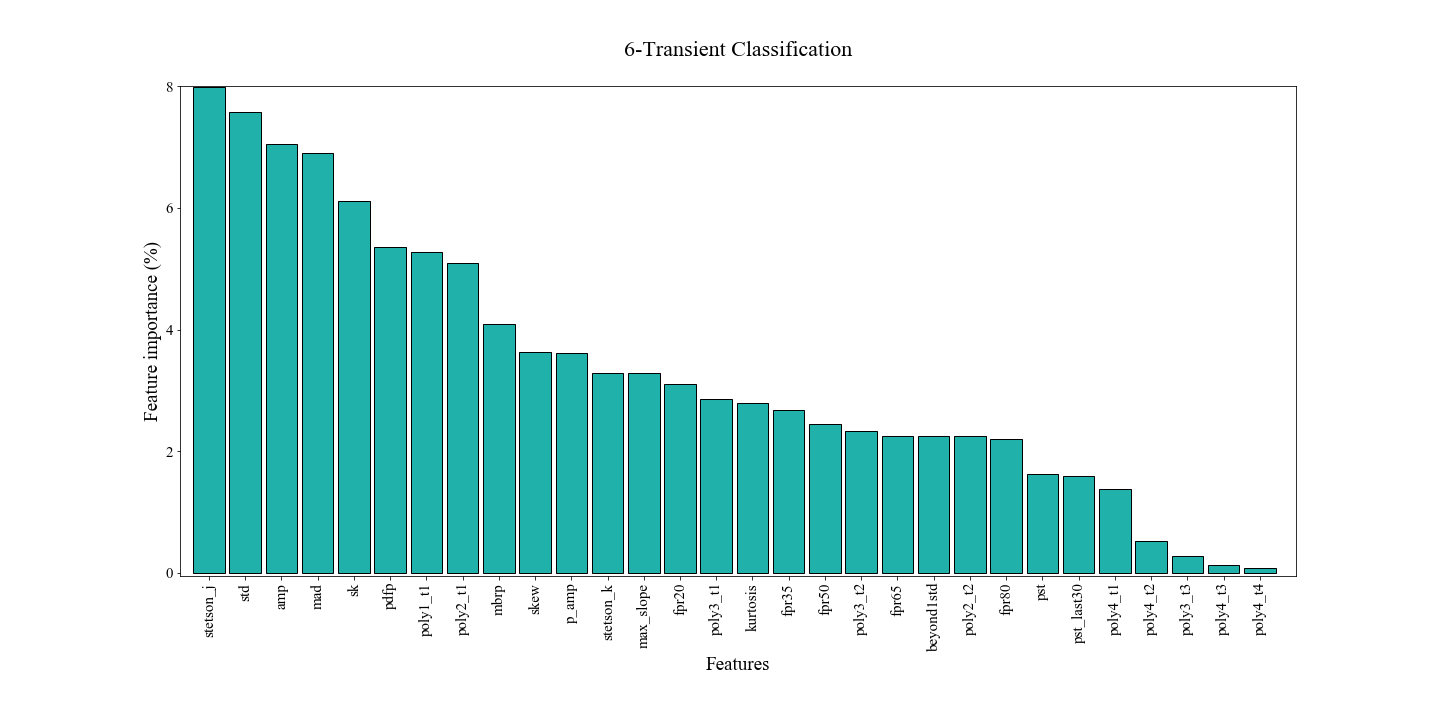 6-Transient Classification
Feature importance (%)
8
6
4
2
0
stetson_j
std
amp
mad
sk
pdfp
poly1_t1
poly2_t1
mbrp
skew
p_amp
stetson_k
max_slope
fpr20
poly3_t1
kurtosis
fpr35
fpr50
poly3_t2
fpr65
beyond1std
poly2_t2
fpr80
pst
pst_last30
poly4_t1
poly4_t2
poly3_t3
poly4_t3
poly4_t4
Features